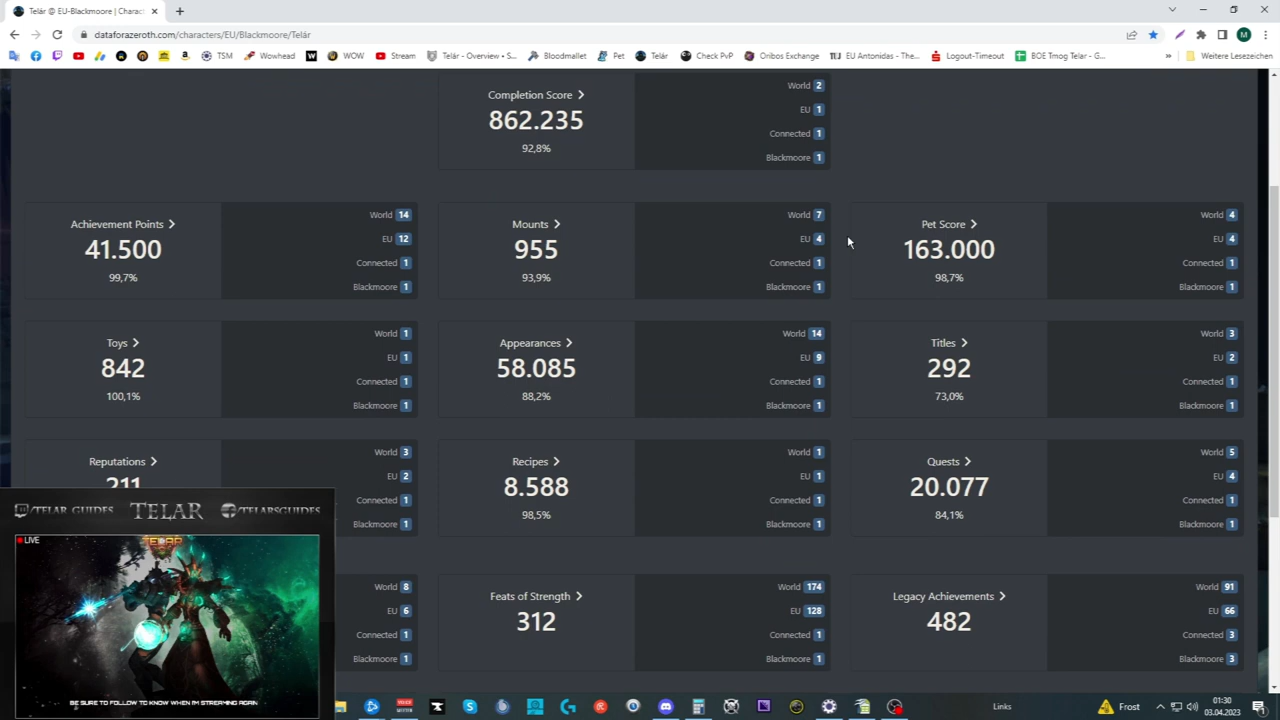 Telár @ EU-Blackmoore | Charact
dataforazeroth.com/characters/EU/Blackmoore/Telár
TSM
Wowhead
WOW
Stream
Telár - Overview - S...
Bloodmallet
Pet
Telár
Check PvP
Oribos Exchange
EU Antonidas - The...
Logout-Timeout
BOE Tmog Telar - G...
»
Weitere Lesezeichen
Completion Score
862.235
92,8%
World 2
EU 1
Connected 1
Blackmoore 1
Achievement Points
41.500
99,7%
World 14
EU 12
Connected 1
Blackmoore 1
Mounts
955
93,9%
World 7
EU 4
Connected 1
Blackmoore 1
Pet Score
163.000
98,7%
World 4
EU 4
Connected 1
Blackmoore 1
Toys
842
100,1%
World 1
EU 1
Connected 1
Blackmoore 1
Appearances
58.085
88,2%
World 14
EU 9
Connected 1
Blackmoore 1
Titles
292
73,0%
World 3
EU 2
Connected 1
Blackmoore 1
Reputations
211
World 3
EU 2
Connected 1
Blackmoore 1
Recipes
8.588
98,5%
World 1
EU 1
Connected 1
Blackmoore 1
Quests
20.077
84,1%
World 5
EU 4
Connected 1
Blackmoore 1
World 8
EU 6
Connected 1
Blackmoore 1
Feats of Strength
312
World 174
EU 128
Connected 1
Blackmoore 1
Legacy Achievements
482
World 91
EU 66
Connected 3
Blackmoore 3
/TELAR GUIDES
TELAR
/TELARSGUIDES
LIVE
TELAR
BE SURE TO FOLLOW TO KNOW WHEN I'M STREAMING AGAIN
Frost
Links
01:30
03.04.2023